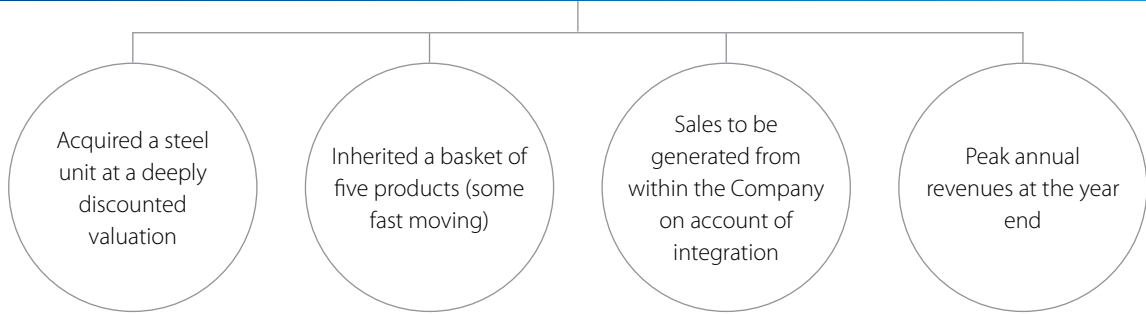 Acquired a steel
unit at a deeply
discounted
valuation
Inherited a basket of
five products (some
fast moving)
Sales to be
generated from
within the Company
on account of
integration
Peak annual
revenues at the year
end